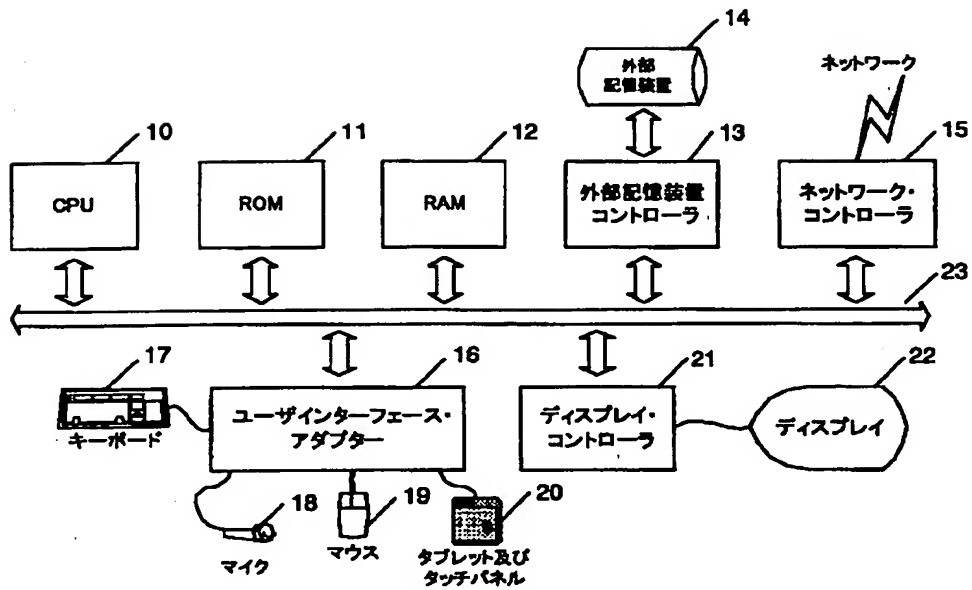 14
外部
記憶装置
ネットワーク
10
11
12
13
15
CPU
ROM
RAM
外部記憶装置
コントローラ
ネットワーク・
コントローラ
23
17
16
21
22
キーボード
ユーザインターフェース・
アダプター
ディスプレイ・
コントローラ
ディスプレイ
18
マイク
19
マウス
20
タブレット及び
タッチパネル